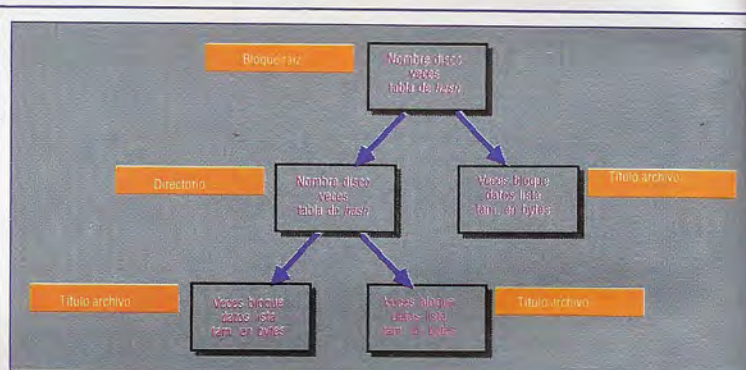 Bloque raíz
Nombre disco
veces
tabla de hash
Directorio
Nombre disco
veces
tabla de hash
Veces bloque
datos lista
tam. en bytes
Título archivo
Título archivo
Veces bloque
datos lista
tam. en bytes
Veces bloque
datos lista
tam. en bytes
Título archivo